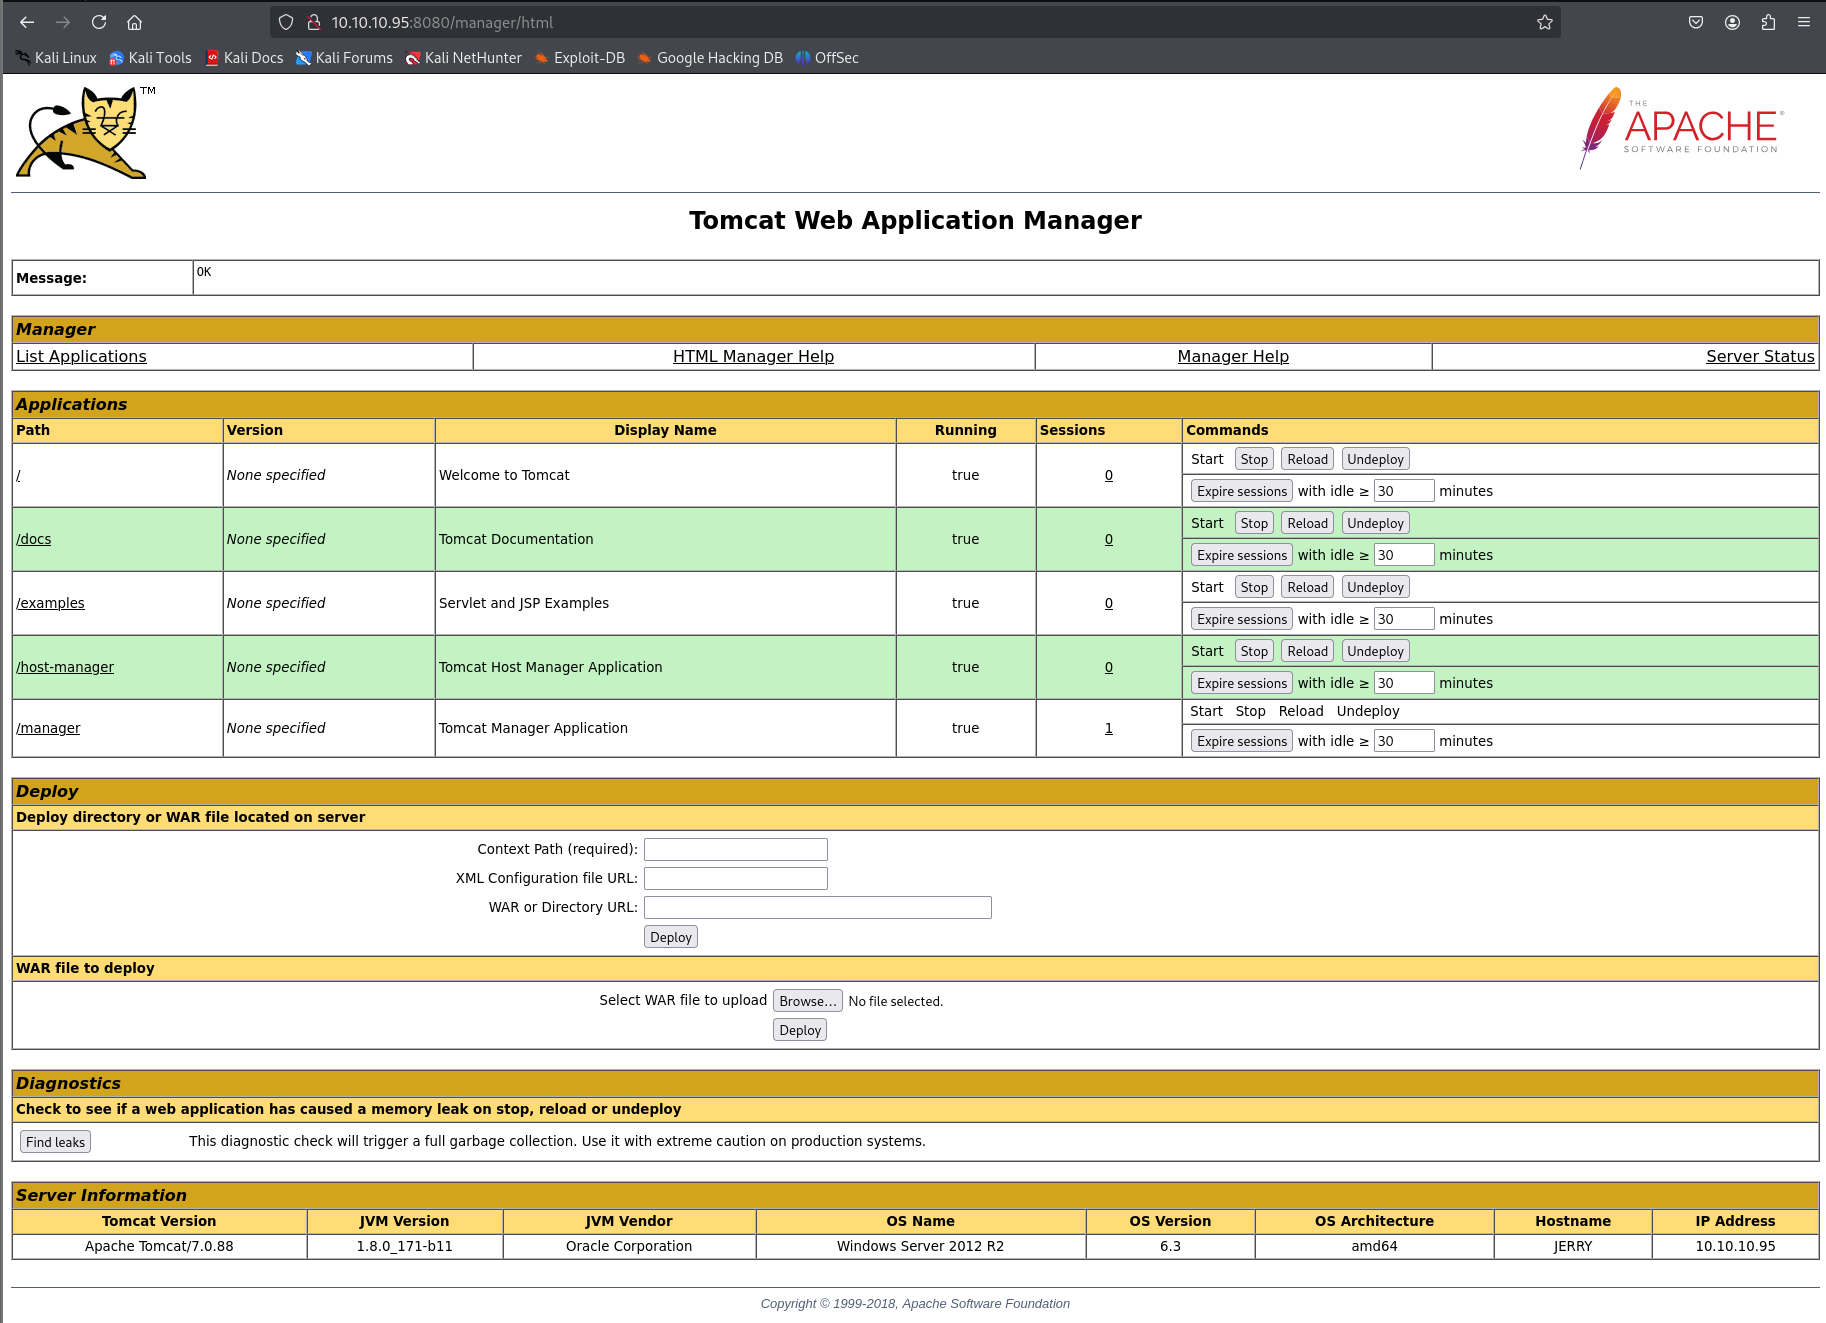 10.10.10.95:8080/manager/html
Kali Linux Kali Tools Kali Docs Kali Forums Kali NetHunter Exploit-DB Google Hacking DB OffSec
TM
THE
APACHE®
SOFTWARE FOUNDATION
Tomcat Web Application Manager
Message: OK
Manager
List Applications HTML Manager Help Manager Help Server Status
Applications
Path Version Display Name Running Sessions Commands
/ None specified Welcome to Tomcat true 0 Start Stop Reload Undeploy
Expire sessions with idle ≥ 30 minutes
/docs None specified Tomcat Documentation true 0 Start Stop Reload Undeploy
Expire sessions with idle ≥ 30 minutes
/examples None specified Servlet and JSP Examples true 0 Start Stop Reload Undeploy
Expire sessions with idle ≥ 30 minutes
/host-manager None specified Tomcat Host Manager Application true 0 Start Stop Reload Undeploy
Expire sessions with idle ≥ 30 minutes
/manager None specified Tomcat Manager Application true 1 Start Stop Reload Undeploy
Expire sessions with idle ≥ 30 minutes
Deploy
Deploy directory or WAR file located on server
Context Path (required):
XML Configuration file URL:
WAR or Directory URL:
Deploy
WAR file to deploy
Select WAR file to upload Browse... No file selected.
Deploy
Diagnostics
Check to see if a web application has caused a memory leak on stop, reload or undeploy
Find leaks This diagnostic check will trigger a full garbage collection. Use it with extreme caution on production systems.
Server Information
Tomcat Version JVM Version JVM Vendor OS Name OS Version OS Architecture Hostname IP Address
Apache Tomcat/7.0.88 1.8.0_171-b11 Oracle Corporation Windows Server 2012 R2 6.3 amd64 JERRY 10.10.10.95
Copyright © 1999-2018, Apache Software Foundation